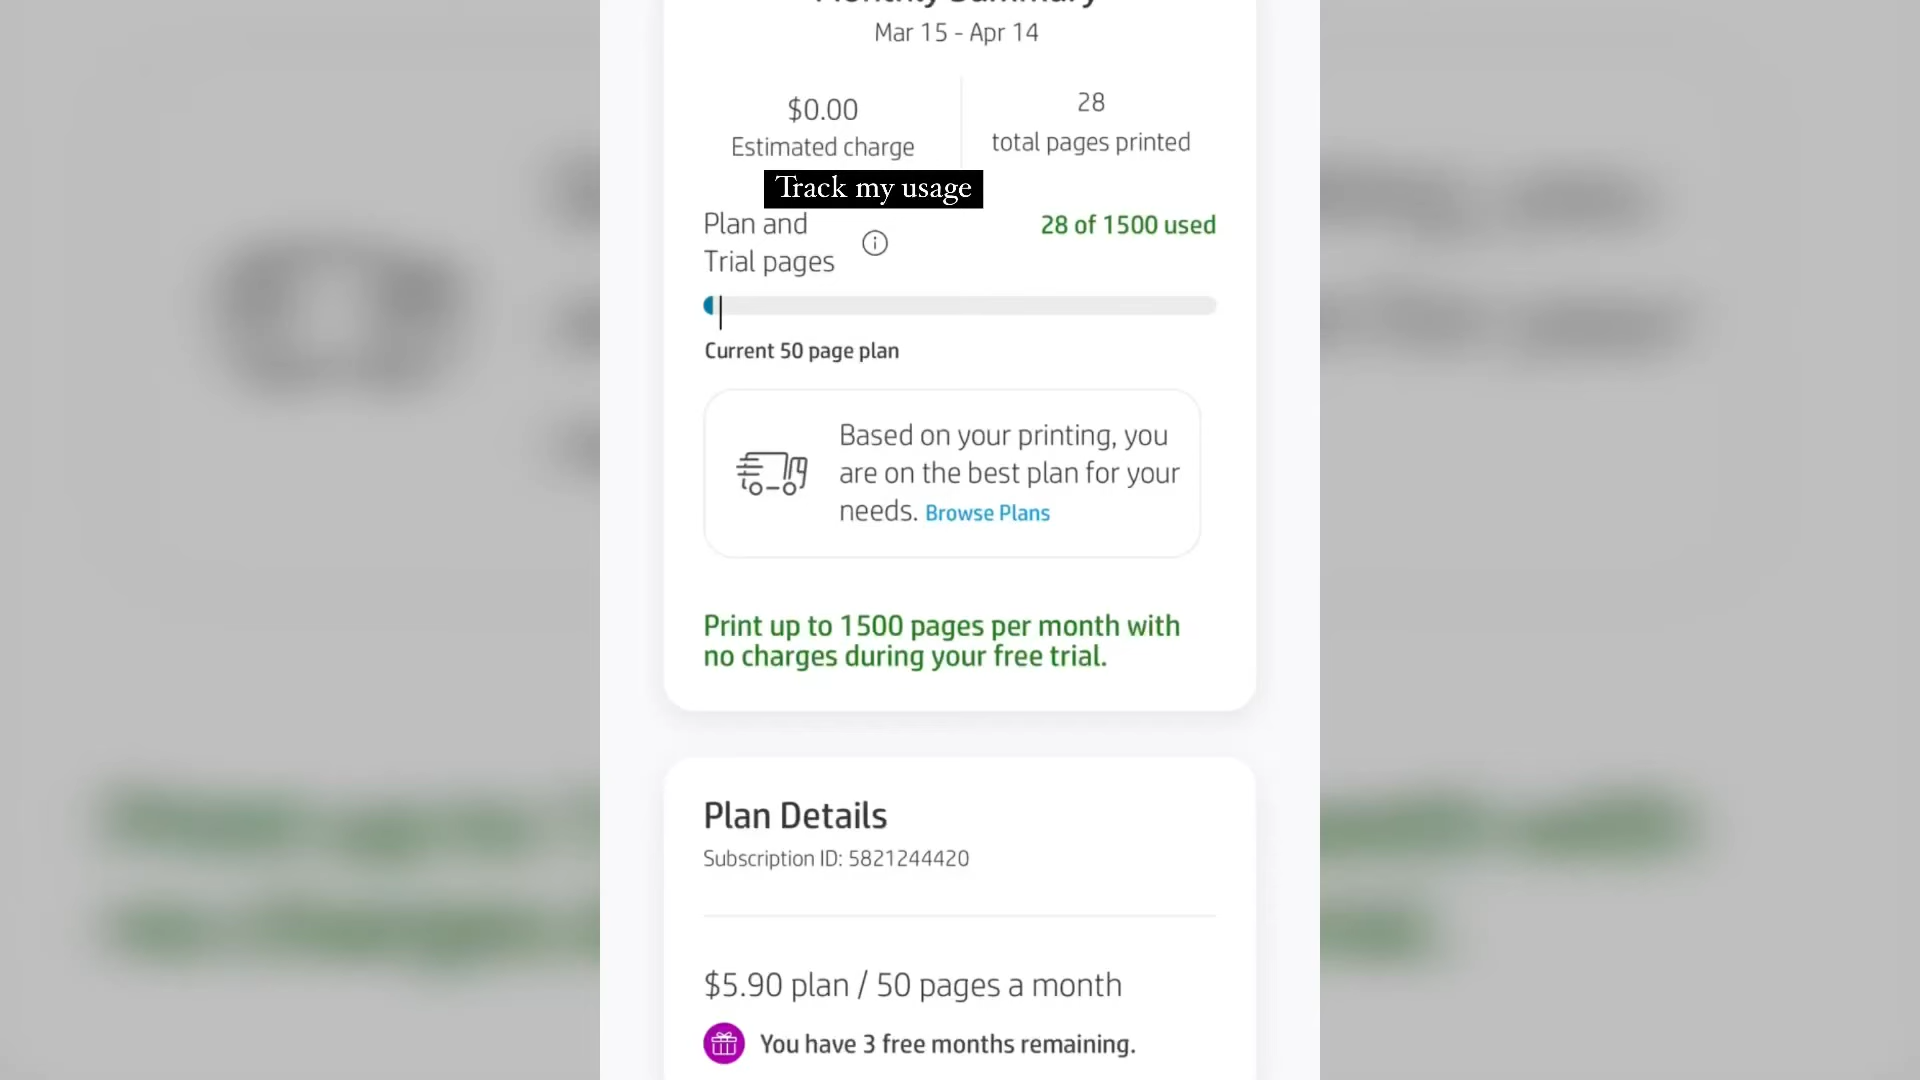 Monthly Summary
Mar 15 - Apr 14
$0.00
Estimated charge
28
total pages printed
Track my usage
Plan and
Trial pages
28 of 1500 used
Current 50 page plan
Based on your printing, you
are on the best plan for your
needs. Browse Plans
Print up to 1500 pages per month with
no charges during your free trial.
Plan Details
Subscription ID: 5821244420
$5.90 plan / 50 pages a month
You have 3 free months remaining.